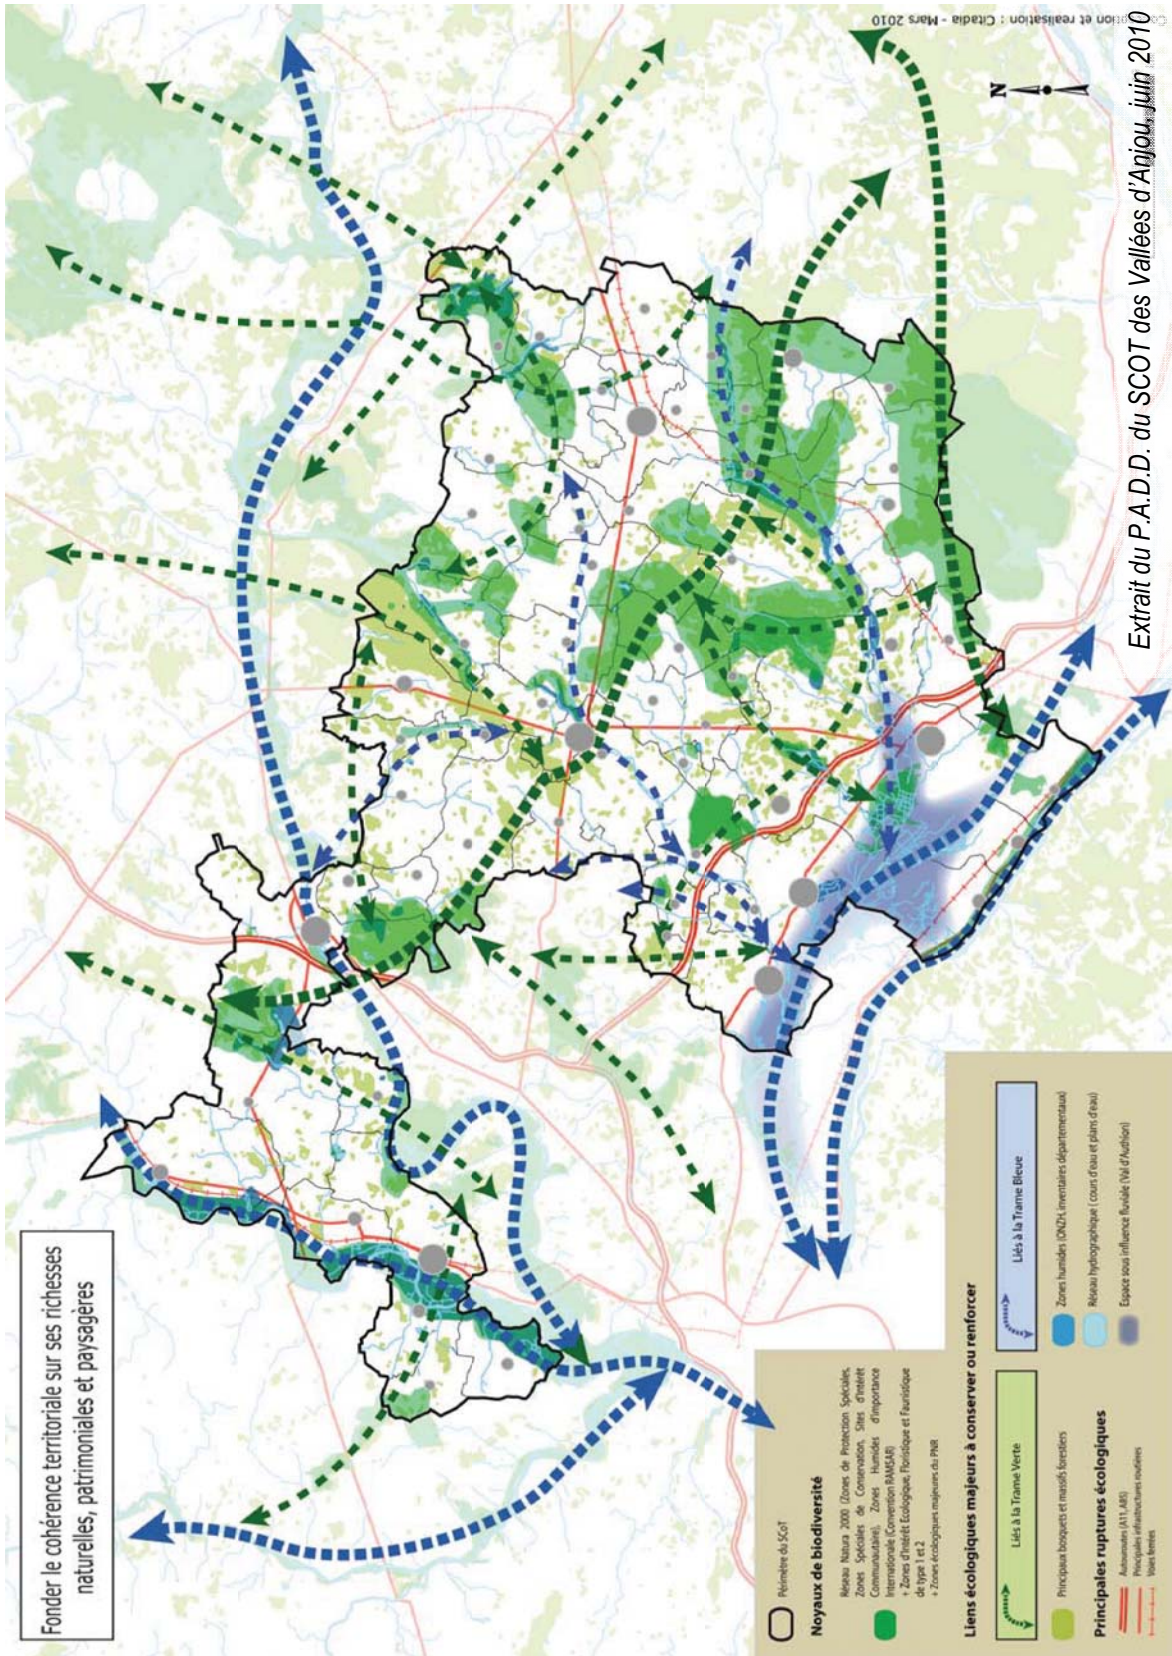 Fonder le cohérence territoriale sur ses richesses
naturelles, patrimoniales et paysagères
Périmètre du SCoT
Noyaux de biodiversité
Réseau Natura 2000 (Zones de Protection Spéciales,
Zones Spéciales de Conservation, Sites d'Intérêt
Communautaire), Zones Humides d'importance
Internationale (Convention RAMSAR)
+ Zones d'Intérêt Ecologique, Floristique et Faunistique
de type 1 et 2
+ Zones écologiques majeures du PNR
Liens écologiques majeurs à conserver ou renforcer
Liés à la Trame Verte
Liés à la Trame Bleue
Principaux bosquets et massifs forestiers
Zones humides (ONZH, inventaires départementaux)
Réseau hydrographique ( cours d'eau et plans d'eau)
Espace sous influence fluviale (Val d'Authion)
Principales ruptures écologiques
Autouroutes (A11, A85)
Principales infrastructures routières
Voies ferrées
N
et réalisation : Citadia - Mars 2010
Extrait du P.A.D.D. du SCOT des Vallées d'Anjou juin 2010